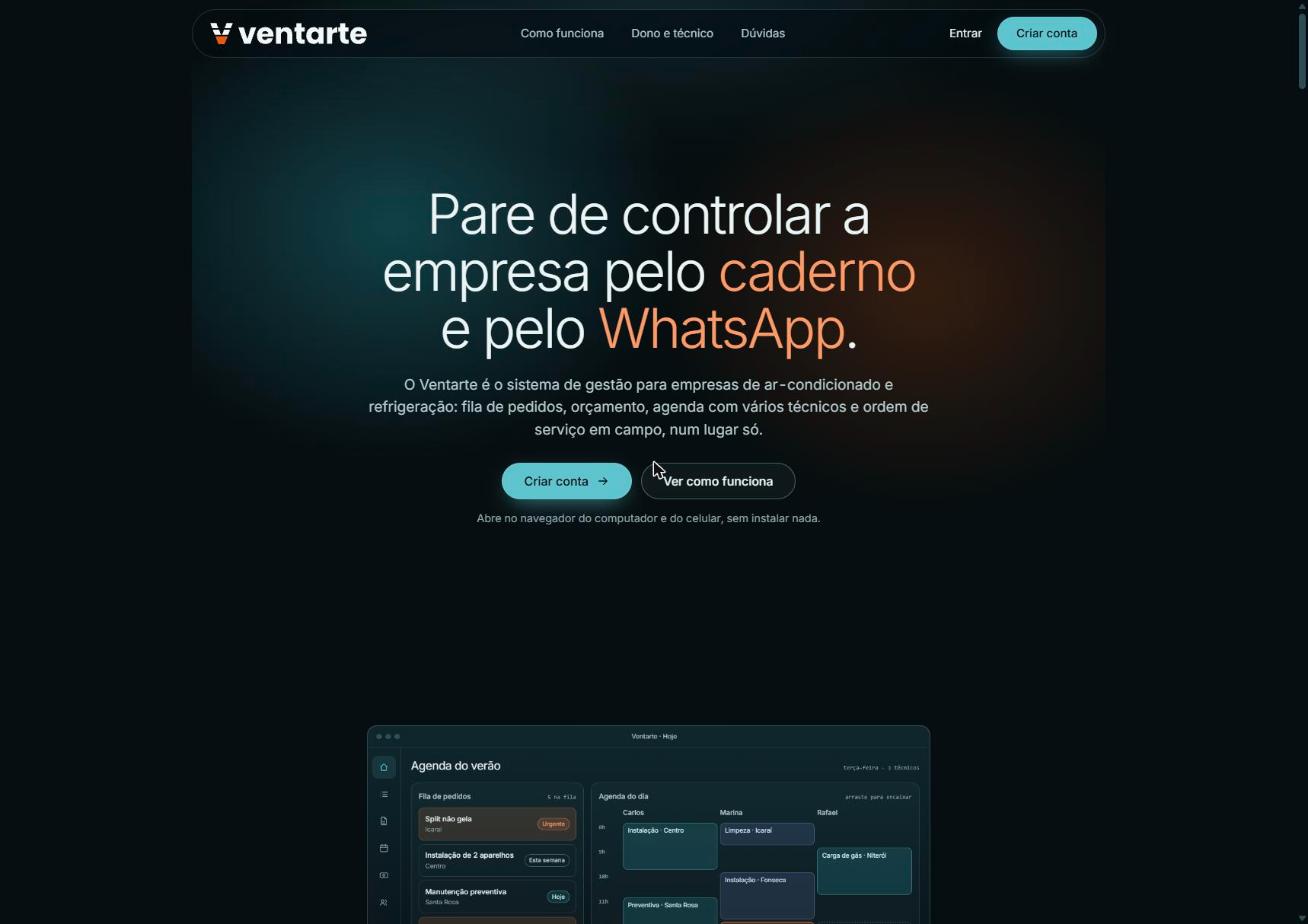 ventarte
Como funciona
Dono e técnico
Dúvidas
Entrar
Criar conta
Pare de controlar a
empresa pelo caderno
e pelo WhatsApp.
O Ventarte é o sistema de gestão para empresas de ar-condicionado e
refrigeração: fila de pedidos, orçamento, agenda com vários técnicos e ordem de
serviço em campo, num lugar só.
Criar conta →
Ver como funciona
Abre no navegador do computador e do celular, sem instalar nada.
Ventarte · Hoje
Agenda do verão
terça-feira · 3 técnicos
Fila de pedidos
5 na fila
Split não gela
Icaraí
Urgente
Instalação de 2 aparelhos
Centro
Esta semana
Manutenção preventiva
Santa Rosa
Hoje
Agenda do dia
arraste para encaixar
Carlos
Marina
Rafael
8h
Instalação · Centro
Limpeza · Icaraí
9h
Carga de gás · Niterói
10h
Instalação · Fonseca
11h
Preventiva · Santa Rosa